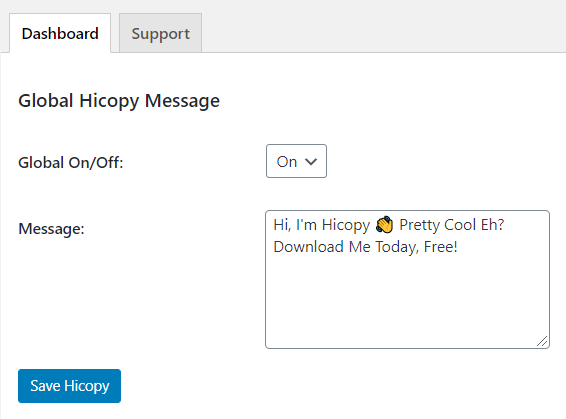 Dashboard Support
Global Hicopy Message
Global On/Off: On
Message:
Hi, I'm Hicopy 👏 Pretty Cool Eh?
Download Me Today, Free!
Save Hicopy